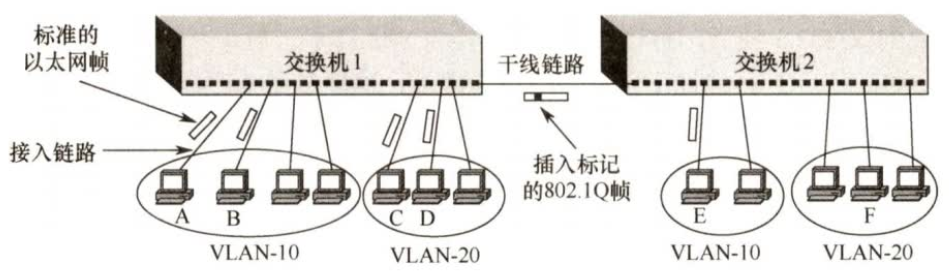 标准的
以太网帧
交换机1
干线链路
交换机2
接入链路
插入标记
的802.1Q帧
A
B
C
D
E
F
VLAN-10
VLAN-20
VLAN-10
VLAN-20